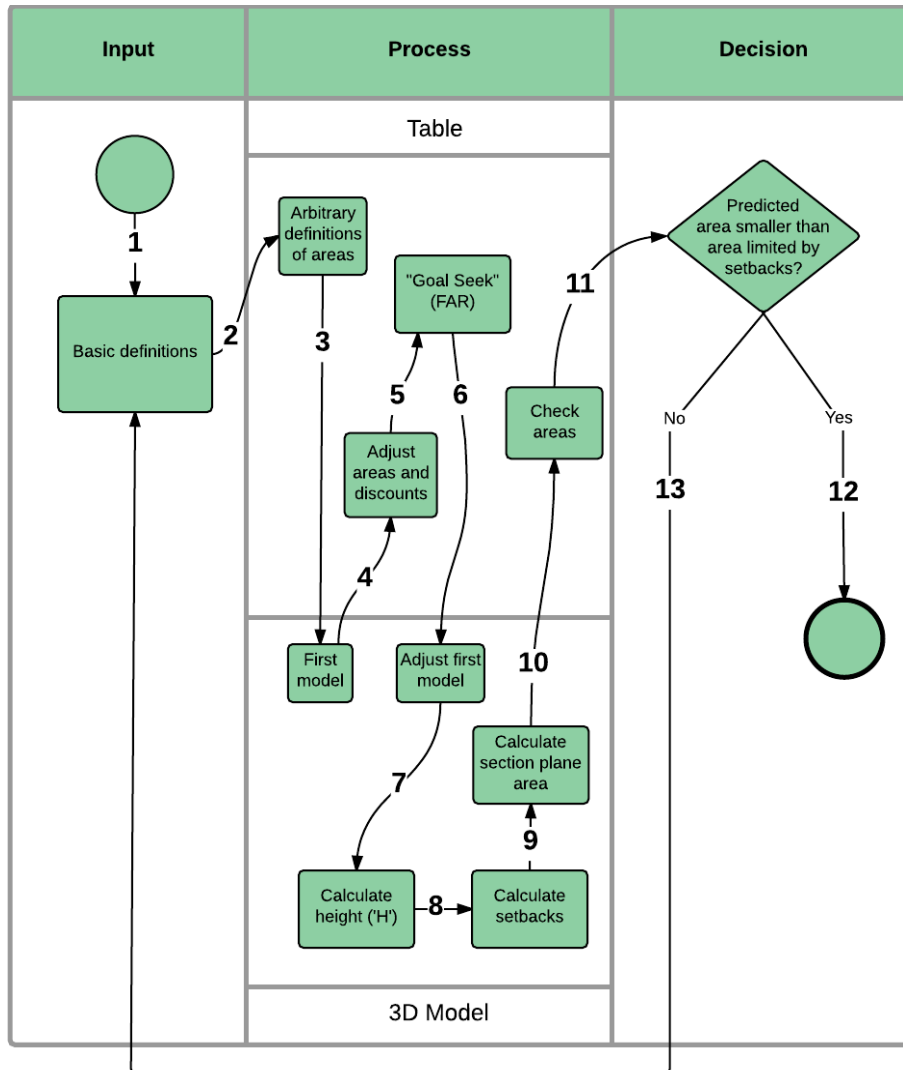 Input
Process
Decision
Table
1
Basic definitions
2
Arbitrary
definitions
of areas
3
"Goal Seek"
(FAR)
5
6
Adjust
areas and
discounts
4
11
Check
areas
Predicted
area smaller than
area limited by
setbacks?
No
Yes
13
12
First
model
Adjust first
model
10
7
Calculate
section plane
area
9
Calculate
height ('H')
8
Calculate
setbacks
3D Model